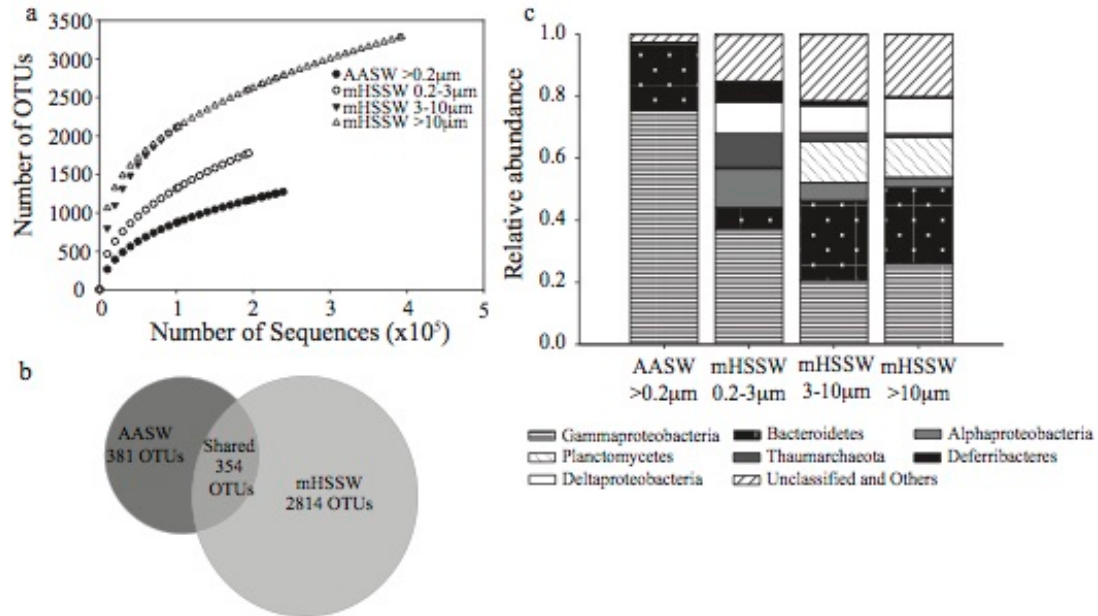 a
3500
3000
2500
2000
1500
1000
500
0
Number of OTUs
AASW >0.2µm
mHSSW 0.2-3µm
mHSSW 3-10µm
mHSSW >10µm
0
1
2
3
4
5
Number of Sequences (x10⁵)
b
AASW
381 OTUs
Shared
354
OTUs
mHSSW
2814 OTUs
c
1.0
0.8
0.6
0.4
0.2
0.0
Relative abundance
AASW
>0.2µm
mHSSW
0.2-3µm
mHSSW
3-10µm
mHSSW
>10µm
Gammaproteobacteria
Bacteroidetes
Alphaproteobacteria
Planctomycetes
Thaumarchaeota
Deferribacteres
Deltaproteobacteria
Unclassified and Others